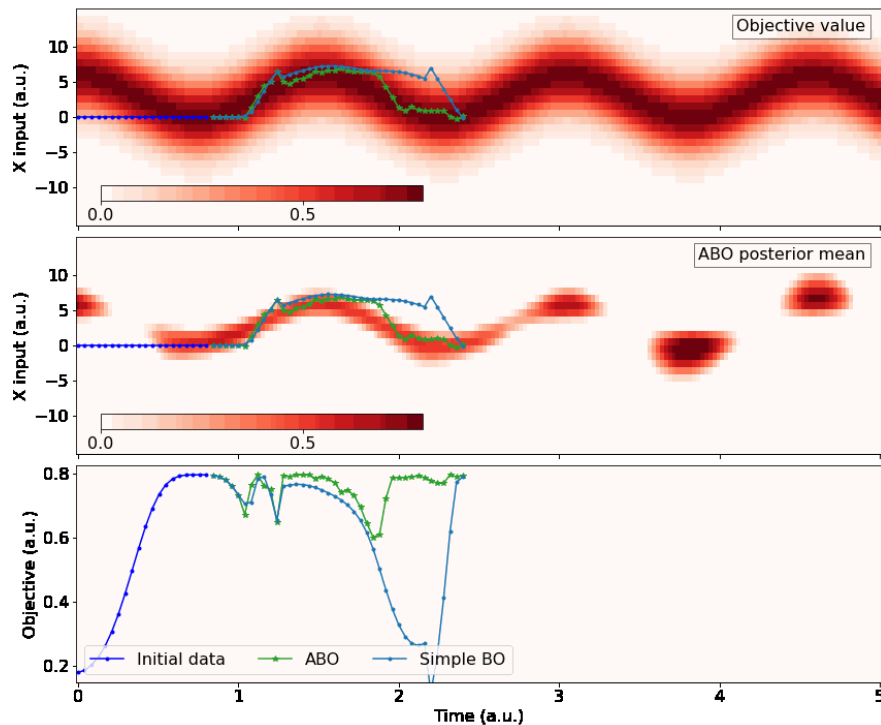 Objective value
X input (a.u.)
10
5
0
−5
−10
0.0 0.5
ABO posterior mean
X input (a.u.)
10
5
0
−5
−10
0.0 0.5
Objective (a.u.)
0.8
0.6
0.4
0.2
Initial data ABO Simple BO
0 1 2 3 4 5
Time (a.u.)